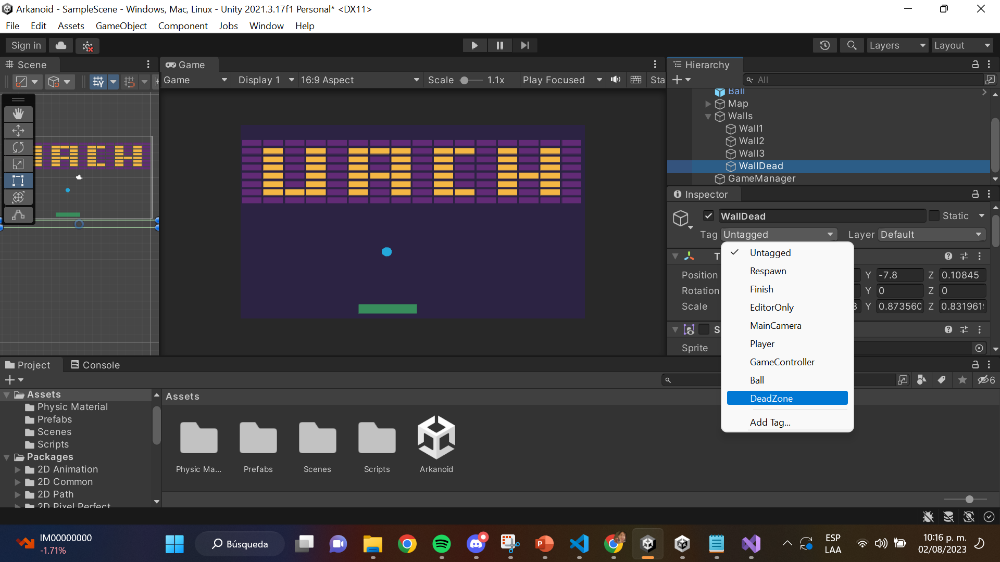 Arkanoid - SampleScene - Windows, Mac, Linux - Unity 2021.3.17f1 Personal* <DX11>
File Edit Assets GameObject Component Jobs Window Help
Sign in
Layers
Layout
Scene
Game
Hierarchy
Game
Display 1
16:9 Aspect
Scale
1.1x
Play Focused
Sta
All
Ball
Map
Walls
Wall1
Wall2
Wall3
WallDead
GameManager
Inspector
WallDead
Static
Tag
Untagged
Layer
Default
Untagged
Respawn
Finish
EditorOnly
MainCamera
Player
GameController
Ball
DeadZone
Add Tag...
T
Position
Y -7.8
Z 0.10845
Rotation
Y 0
Z 0
Scale
Y 0.873560
Z 0.8319619
S
Sprite
Project
Console
6
Assets
Physic Material
Prefabs
Scenes
Scripts
Packages
2D Animation
2D Common
2D Path
2D Pixel Perfect
Assets
Physic Ma...
Prefabs
Scenes
Scripts
Arkanoid
IM00000000
-1.71%
Búsqueda
ESP
LAA
10:16 p. m.
02/08/2023